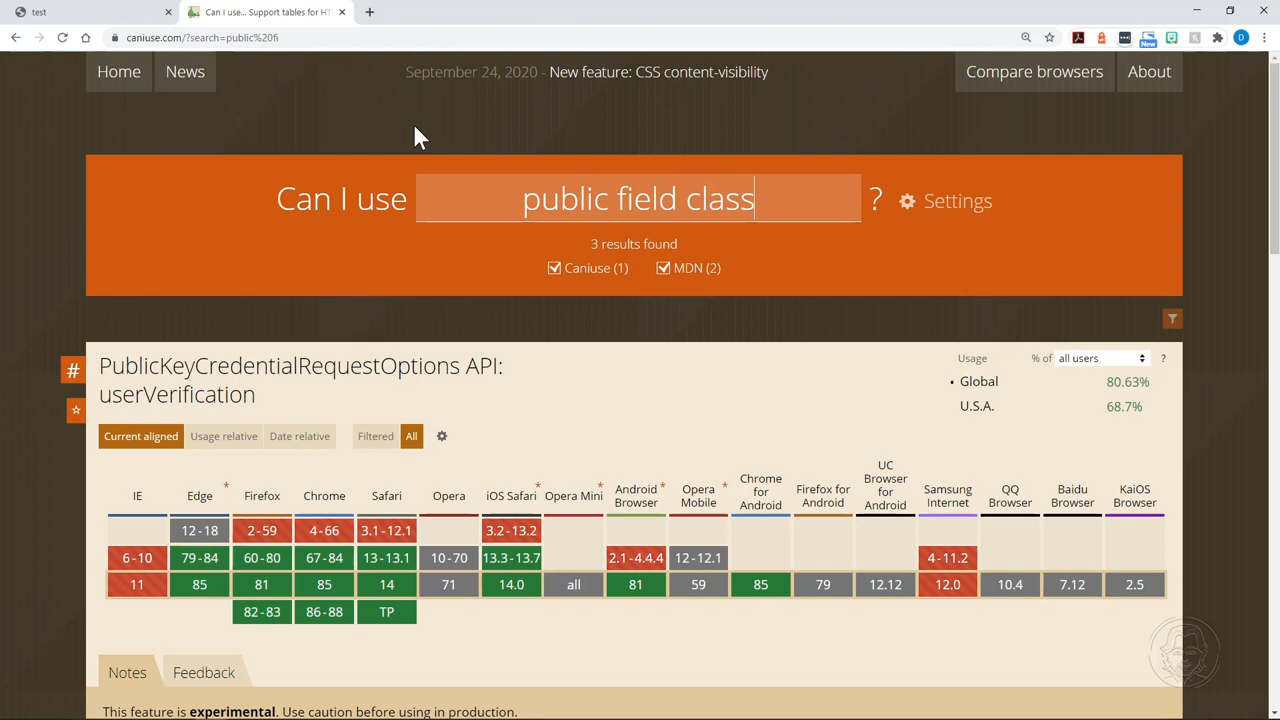 test
Can I use... Support tables for HT
caniuse.com/?search=public%20fi
New
D
Home
News
September 24, 2020 - New feature: CSS content-visibility
Compare browsers
About
Can I use public field class ?
Settings
3 results found
Caniuse (1)
MDN (2)
#
PublicKeyCredentialRequestOptions API:
userVerification
Usage % of all users ?
• Global 80.63%
U.S.A. 68.7%
Current aligned Usage relative Date relative Filtered All
IE Edge * Firefox Chrome Safari Opera iOS Safari * Opera Mini * Android Browser * Opera Mobile * Chrome for Android Firefox for Android UC Browser for Android Samsung Internet QQ Browser Baidu Browser KaiOS Browser
12-18 2-59 4-66 3.1-12.1 3.2-13.2
6-10 79-84 60-80 67-84 13-13.1 10-70 13.3-13.7 2.1-4.4.4 12-12.1 4-11.2
11 85 81 85 14 71 14.0 all 81 59 85 79 12.12 12.0 10.4 7.12 2.5
82-83 86-88 TP
Notes Feedback
This feature is experimental. Use caution before using in production.